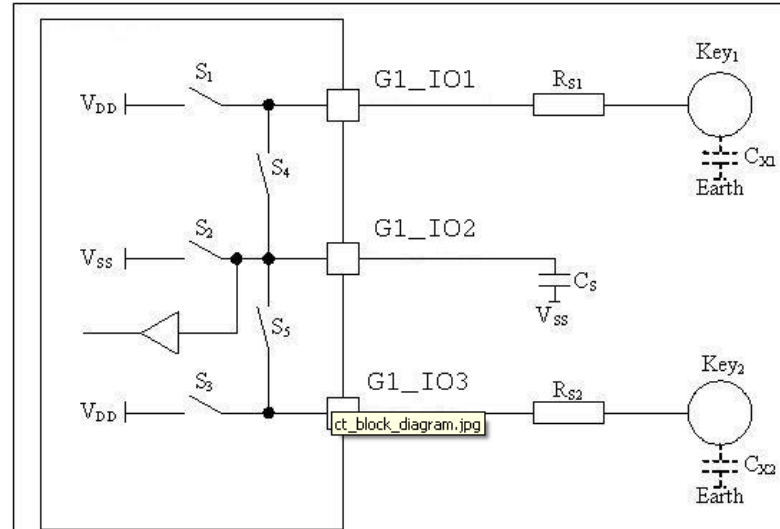 Key1
S1
G1_IO1
RS1
VDD
CX1
S4
Earth
S2
G1_IO2
VSS
CS
VSS
S5
Key2
S3
G1_IO3
RS2
VDD
ct_block_diagram.jpg
CX2
Earth